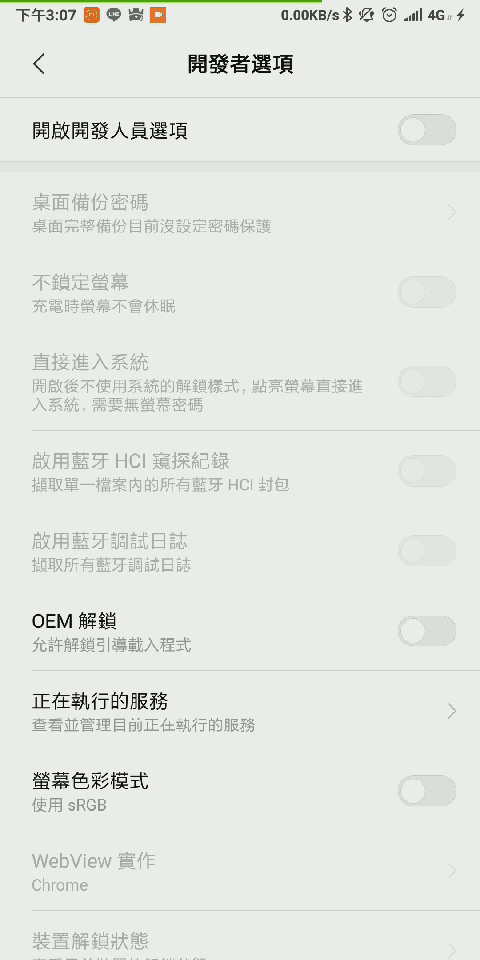 下午3:07 0.00KB/s 4G
開發者選項
開啟開發人員選項
桌面備份密碼
桌面完整備份目前沒設定密碼保護
不鎖定螢幕
充電時螢幕不會休眠
直接進入系統
開啟後不使用系統的解鎖樣式, 點亮螢幕直接進
入系統, 需要無螢幕密碼
啟用藍牙 HCI 窺探紀錄
擷取單一檔案內的所有藍牙 HCI 封包
啟用藍牙調試日誌
擷取所有藍牙調試日誌
OEM 解鎖
允許解鎖引導載入程式
正在執行的服務
查看並管理目前正在執行的服務
螢幕色彩模式
使用 sRGB
WebView 實作
Chrome
裝置解鎖狀態